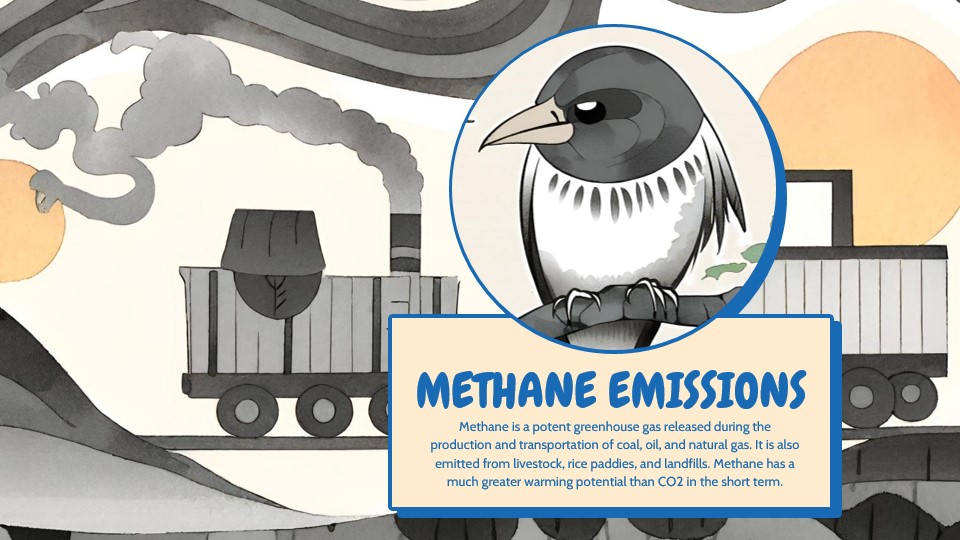 METHANE EMISSIONS
Methane is a potent greenhouse gas released during the
production and transportation of coal, oil, and natural gas. It is also
emitted from livestock, rice paddies, and landfills. Methane has a
much greater warming potential than CO2 in the short term.